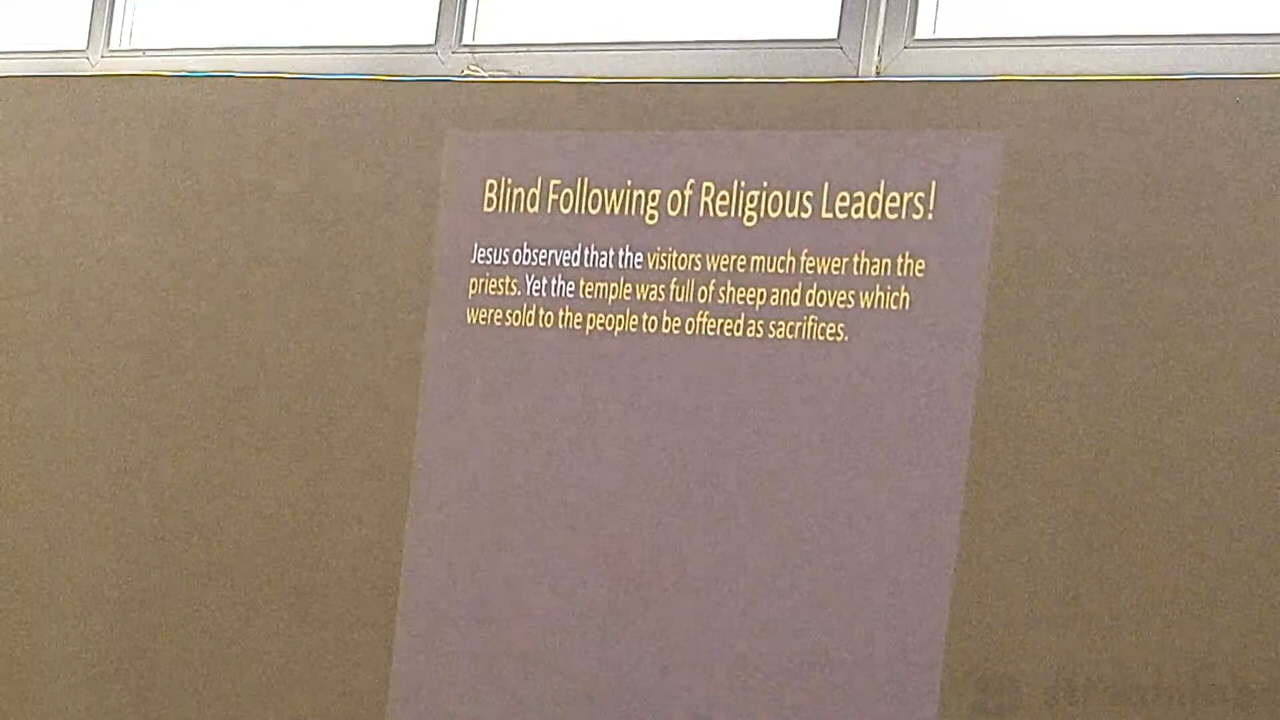 Blind Following of Religious Leaders!
Jesus observed that the visitors were much fewer than the
priests. Yet the temple was full of sheep and doves which
were sold to the people to be offered as sacrifices.